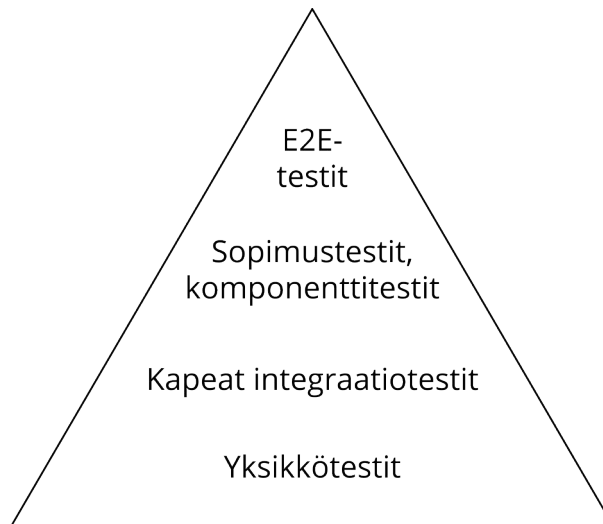 E2E-
testit
Sopimustestit,
komponenttitestit
Kapeat integraatiotestit
Yksikkötestit